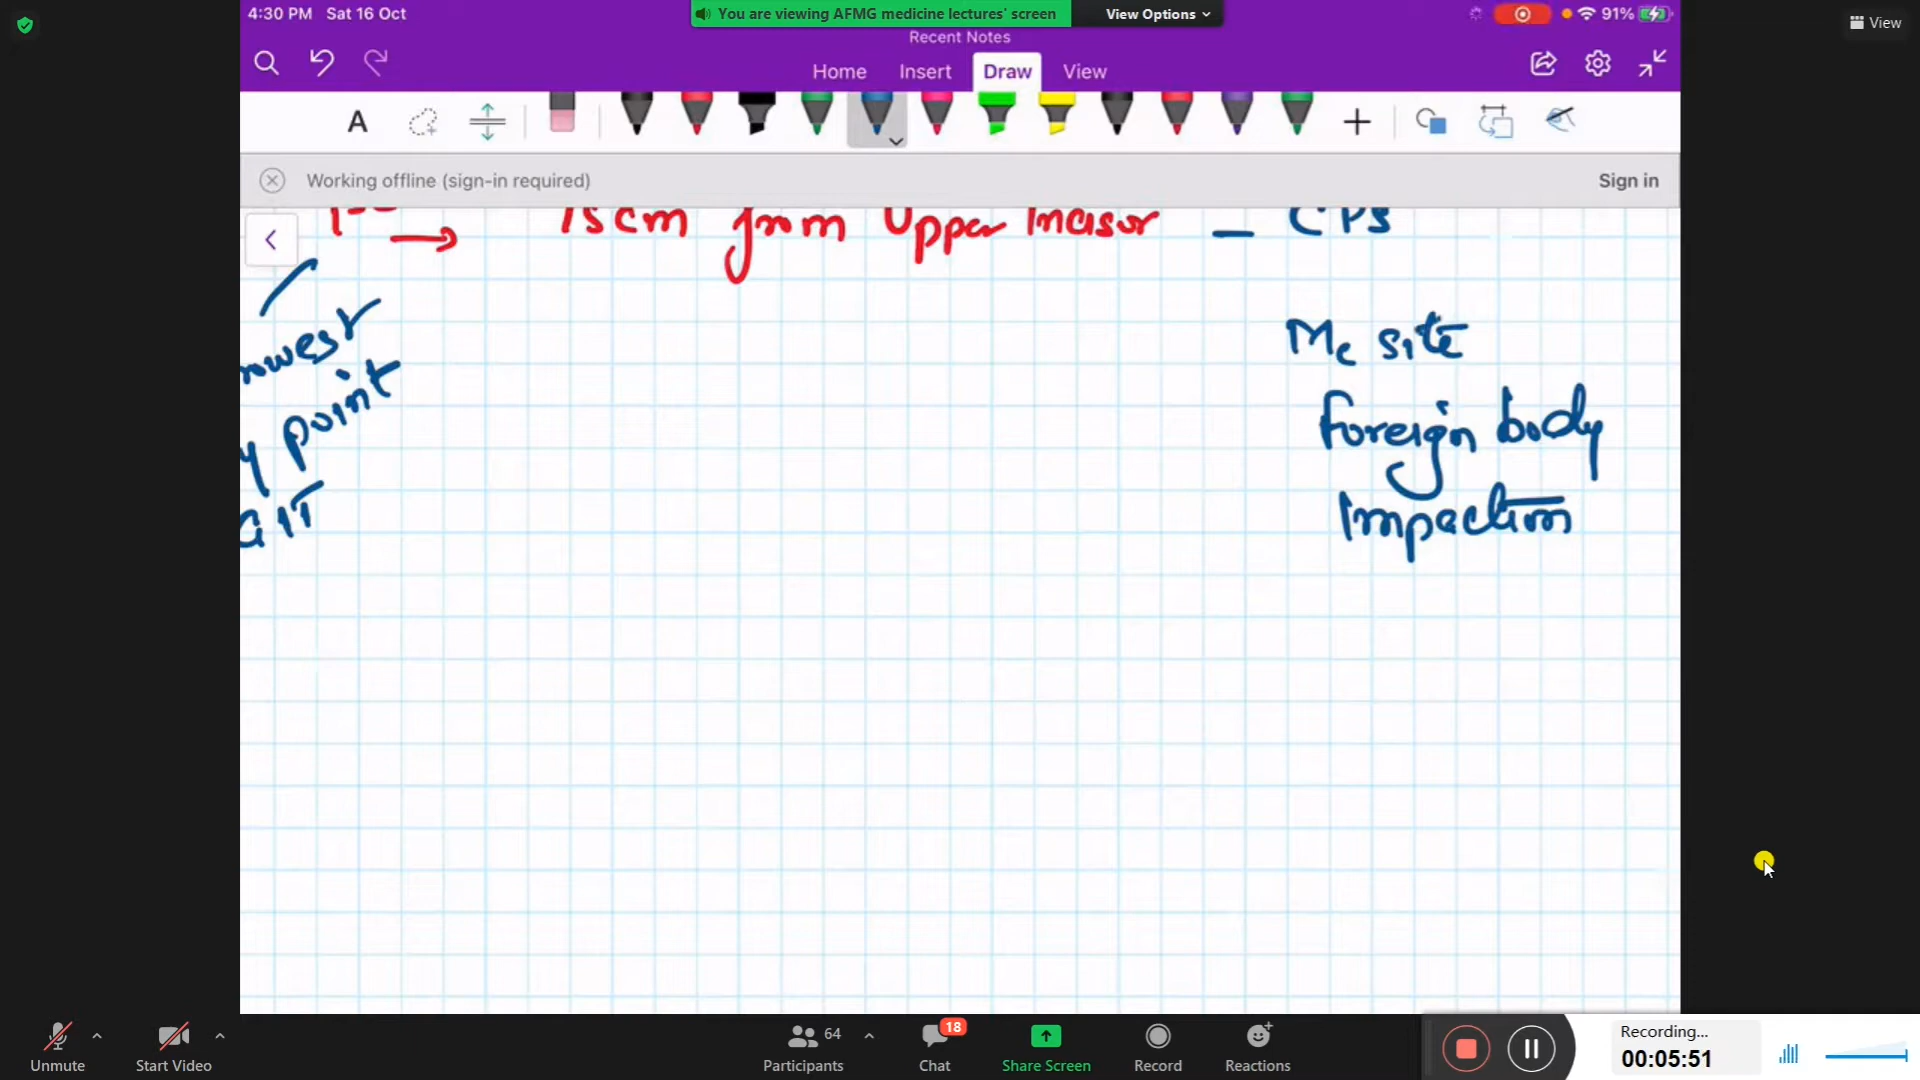 4:30 PM Sat 16 Oct
You are viewing AFMG medicine lectures' screen
View Options
91%
View
Recent Notes
Home Insert Draw View
A
Working offline (sign-in required)
Sign in
15cm from Upper Incisor – CPS
Mc site
Foreign body
Impaction
point
GIT
Unmute
Start Video
64
Participants
18
Chat
Share Screen
Record
Reactions
Recording...
00:05:51